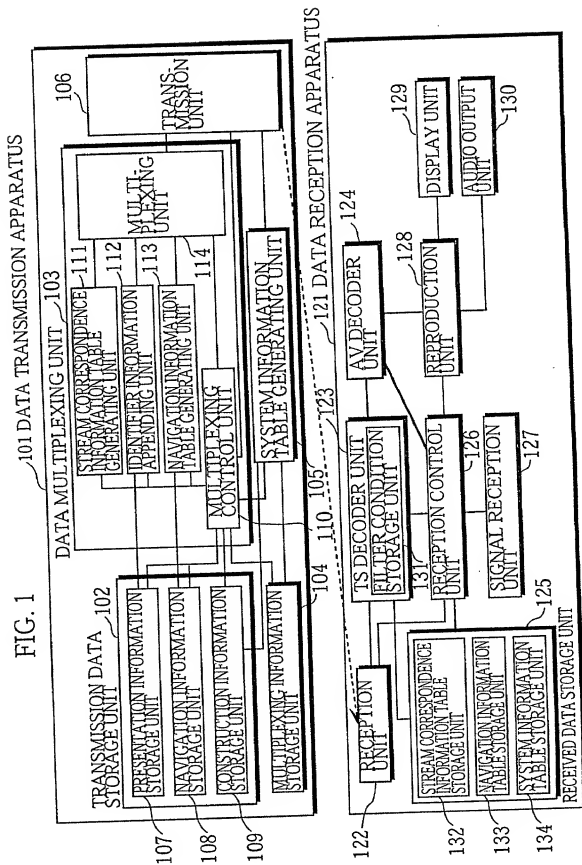 FIG. 1
101 DATA TRANSMISSION APPARATUS
DATA MULTIPLEXING UNIT
103
106
TRANSMISSION DATA
STORAGE UNIT
102
PRESENTATION INFORMATION
STORAGE UNIT
107
NAVIGATION INFORMATION
STORAGE UNIT
108
CONSTRUCTION INFORMATION
STORAGE UNIT
109
MULTIPLEXING INFORMATION
STORAGE UNIT
104
STREAM CORRESPONDENCE
INFORMATION TABLE
GENERATING UNIT
111
IDENTIFIER INFORMATION
APPENDING UNIT
112
NAVIGATION INFORMATION
TABLE GENERATING UNIT
113
MULTIPLEXING
CONTROL UNIT
110
SYSTEM INFORMATION
TABLE GENERATING UNIT
105
MULTI-
PLEXING
UNIT
114
TRANS-
MISSION
UNIT
121 DATA RECEPTION APPARATUS
RECEPTION
UNIT
122
123
TS DECODER UNIT
FILTER CONDITION
STORAGE UNIT
131
AV DECODER
UNIT
124
RECEPTION CONTROL
UNIT
126
SIGNAL RECEPTION
UNIT
127
REPRODUCTION
UNIT
128
DISPLAY UNIT
129
AUDIO OUTPUT
UNIT
130
125
STREAM CORRESPONDENCE
INFORMATION TABLE
STORAGE UNIT
132
NAVIGATION INFORMATION
TABLE STORAGE UNIT
133
SYSTEM INFORMATION
TABLE STORAGE UNIT
134
RECEIVED DATA STORAGE UNIT